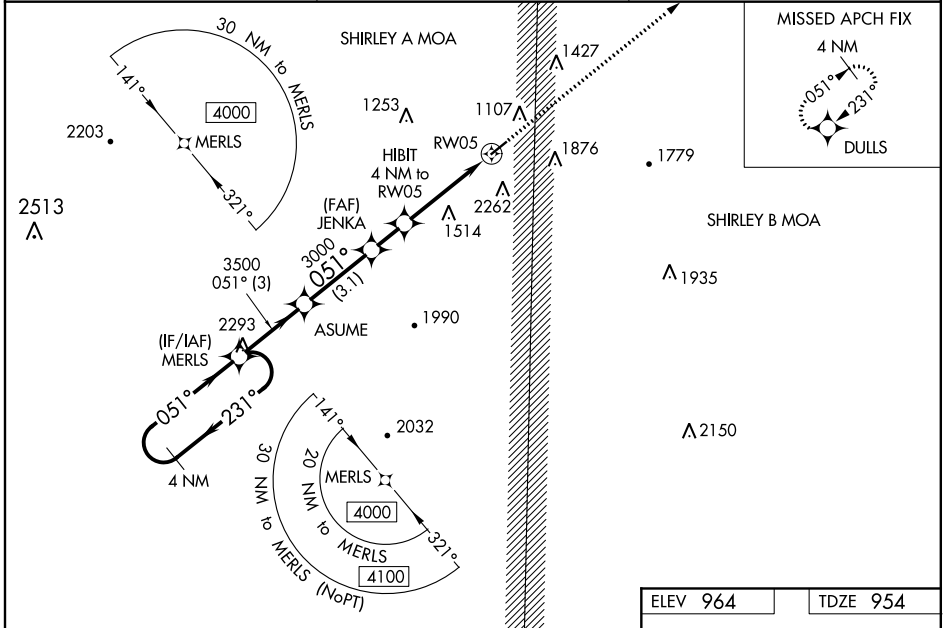 30 NM to MERLS
141°
4000
MERLS
321°
2203
2513
SHIRLEY A MOA
1253
1427
1107
RW05
1876
1779
HIBIT
4 NM to
RW05
2262
1514
(FAF)
JENKA
3000
051°
(3.1)
3500
051° (3)
ASUME
2293
(IF/IAF)
MERLS
051°
231°
4 NM
1990
SHIRLEY B MOA
1935
2150
2032
141°
MERLS
4000
20 NM to MERLS
321°
30 NM to MERLS (NoPT)
4100
MISSED APCH FIX
4 NM
051°
231°
DULLS
ELEV 964
TDZE 954